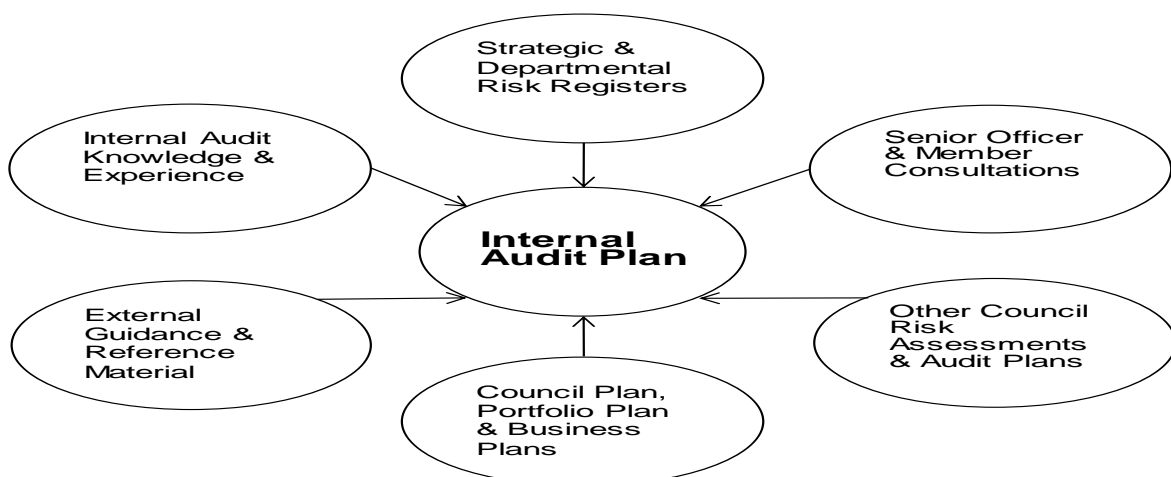 Strategic &
Departmental
Risk Registers
Internal Audit
Knowledge &
Experience
Senior Officer
& Member
Consultations
Internal
Audit Plan
External
Guidance &
Reference
Material
Other Council
Risk
Assessments
& Audit Plans
Council Plan,
Portfolio Plan
& Business
Plans